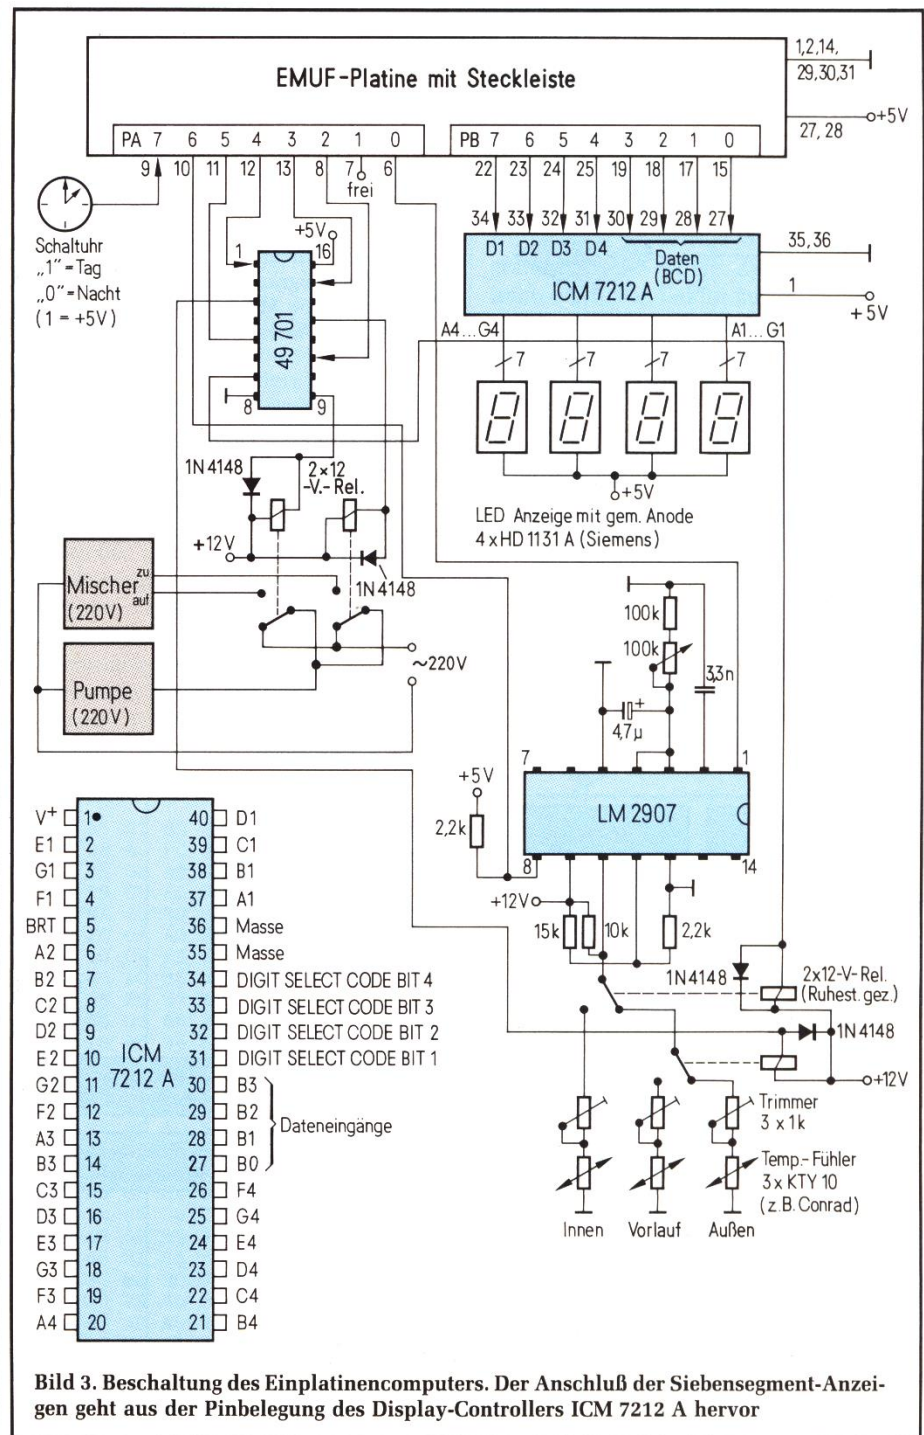 EMUF-Platine mit Steckleiste
1,2,14,
29,30,31
+5V
27, 28
PA 7 6 5 4 3 2 1 0
PB 7 6 5 4 3 2 1 0
9 10 11 12 13 8 7 6
frei
22 23 24 25 19 18 17 15
Schaltuhr
„1” = Tag
„0” = Nacht
(1 = +5V)
+5V
1 16
49 701
8 9
34 33 32 31 30 29 28 27
D1 D2 D3 D4
Daten
(BCD)
ICM 7212 A
35,36
1
+5V
A4...G4
A1...G1
7 7 7 7
8 8 8 8
+5V
LED Anzeige mit gem. Anode
4xHD 1131 A (Siemens)
1N 4148
2×12
-V.-Rel.
+12V
1N 4148
Mischer
zu
auf
(220V)
Pumpe
(220V)
~220V
100k
100k
3,3n
+
4,7µ
7 1
LM 2907
8 14
+5V
2,2k
+12V
15k
10k
2,2k
1N4148
2x12-V-Rel.
(Ruhest. gez.)
1N 4148
+12V
Trimmer
3 x 1k
Temp.-Fühler
3x KTY 10
(z.B. Conrad)
Innen Vorlauf Außen
ICM
7212 A
V+ 1 40 D1
E1 2 39 C1
G1 3 38 B1
F1 4 37 A1
BRT 5 36 Masse
A2 6 35 Masse
B2 7 34 DIGIT SELECT CODE BIT 4
C2 8 33 DIGIT SELECT CODE BIT 3
D2 9 32 DIGIT SELECT CODE BIT 2
E2 10 31 DIGIT SELECT CODE BIT 1
G2 11 30 B3
F2 12 29 B2
A3 13 28 B1
B3 14 27 B0
Dateneingänge
C3 15 26 F4
D3 16 25 G4
E3 17 24 E4
G3 18 23 D4
F3 19 22 C4
A4 20 21 B4
Bild 3. Beschaltung des Einplatinencomputers. Der Anschluß der Siebensegment-Anzei-
gen geht aus der Pinbelegung des Display-Controllers ICM 7212 A hervor